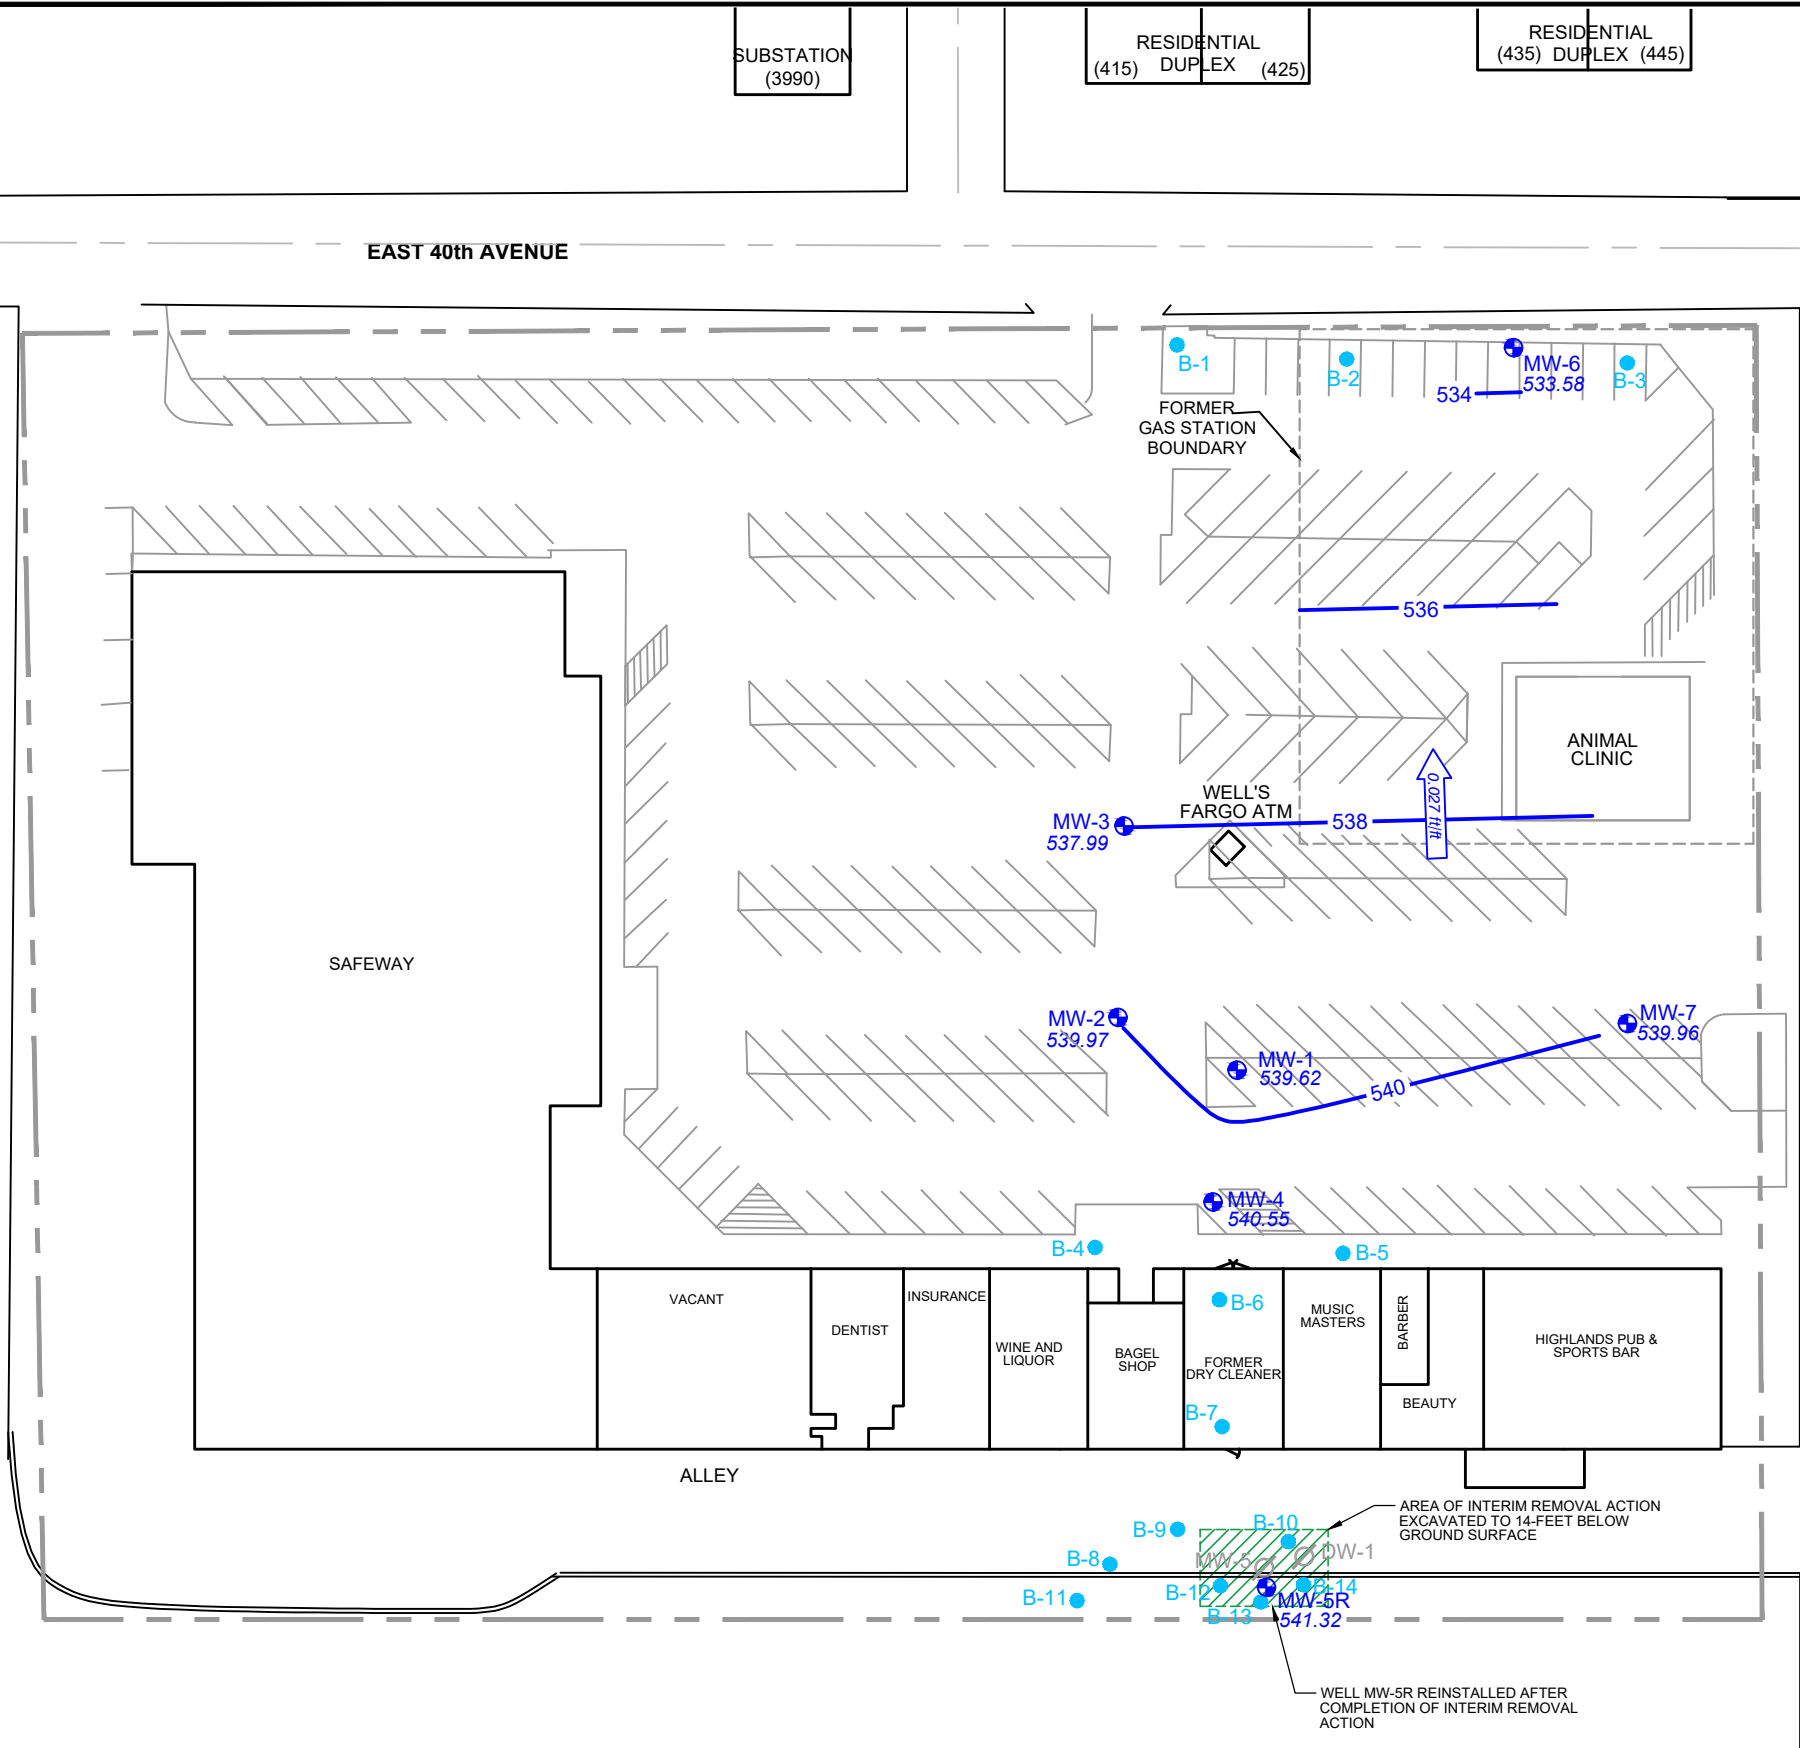 SUBSTATION
(3990)
RESIDENTIAL
DUPLEX
(415)
(425)
RESIDENTIAL
(435) DUPLEX (445)
EAST 40th AVENUE
B-1
B-2
MW-6
533.58
B-3
534
FORMER
GAS STATION
BOUNDARY
536
ANIMAL
CLINIC
0.027 ft/ft
WELL'S
FARGO ATM
MW-3
537.99
538
SAFEWAY
MW-2
539.97
MW-1
539.62
MW-7
539.96
540
MW-4
540.55
B-4
B-5
VACANT
DENTIST
INSURANCE
WINE AND
LIQUOR
BAGEL
SHOP
B-6
FORMER
DRY CLEANER
B-7
MUSIC
MASTERS
BARBER
BEAUTY
HIGHLANDS PUB &
SPORTS BAR
ALLEY
AREA OF INTERIM REMOVAL ACTION
EXCAVATED TO 14-FEET BELOW
GROUND SURFACE
B-9
B-10
B-8
MW-5
DW-1
B-11
B-12
B-14
B-13
MW-5R
541.32
WELL MW-5R REINSTALLED AFTER
COMPLETION OF INTERIM REMOVAL
ACTION